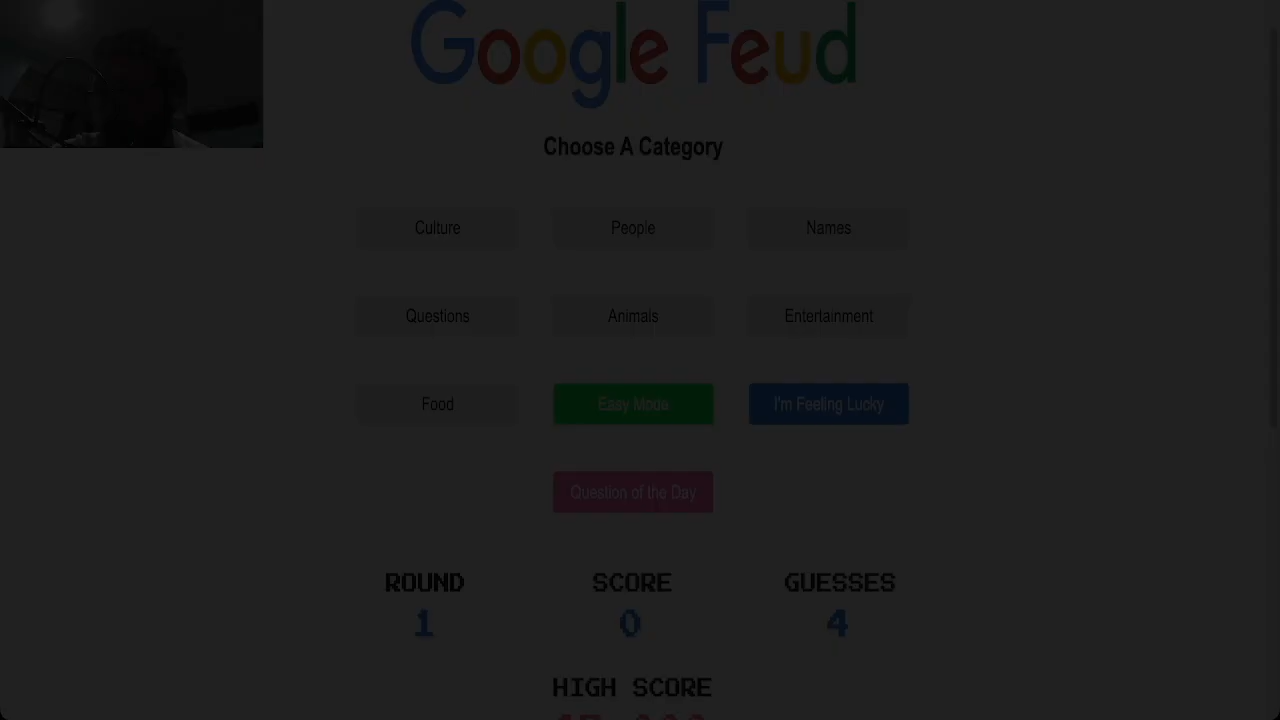 Google Feud
Choose A Category
Culture People Names
Questions Animals Entertainment
Food Easy Mode I'm Feeling Lucky
Question of the Day
ROUND SCORE GUESSES
1 0 4
HIGH SCORE